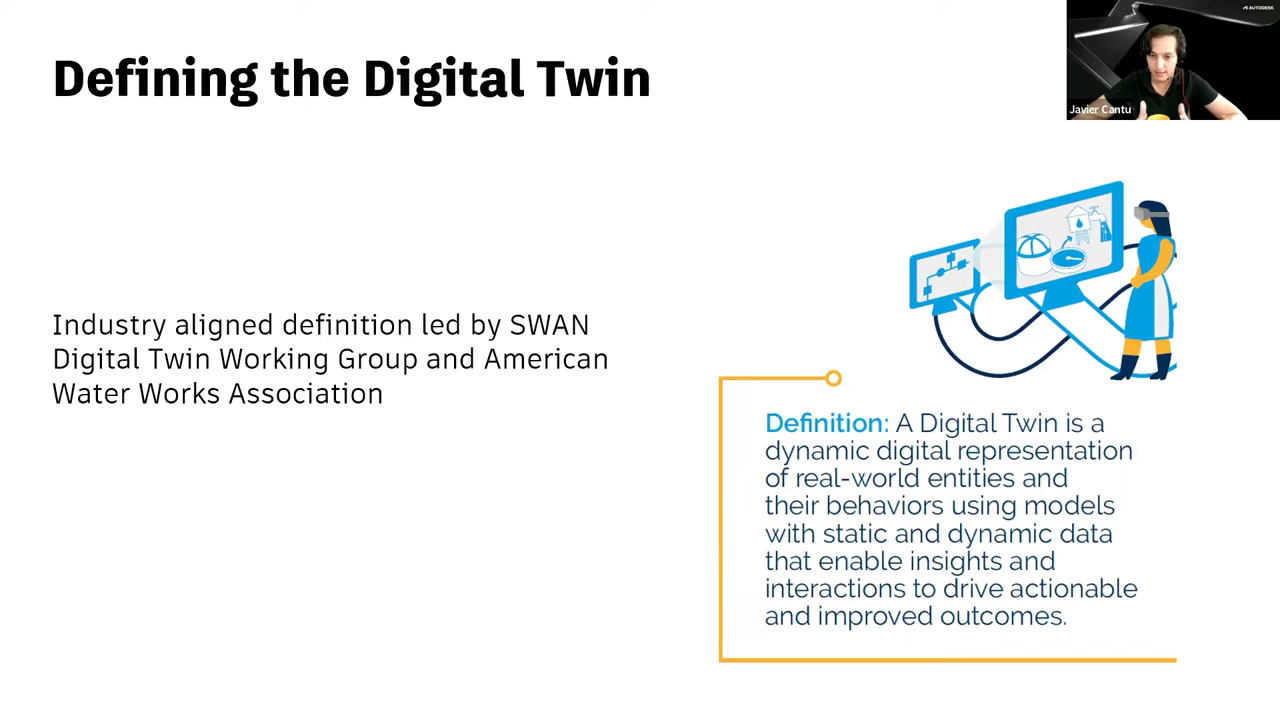 Defining the Digital Twin
AUTODESK
Javier Cantu
Industry aligned definition led by SWAN
Digital Twin Working Group and American
Water Works Association
Definition: A Digital Twin is a
dynamic digital representation
of real-world entities and
their behaviors using models
with static and dynamic data
that enable insights and
interactions to drive actionable
and improved outcomes.